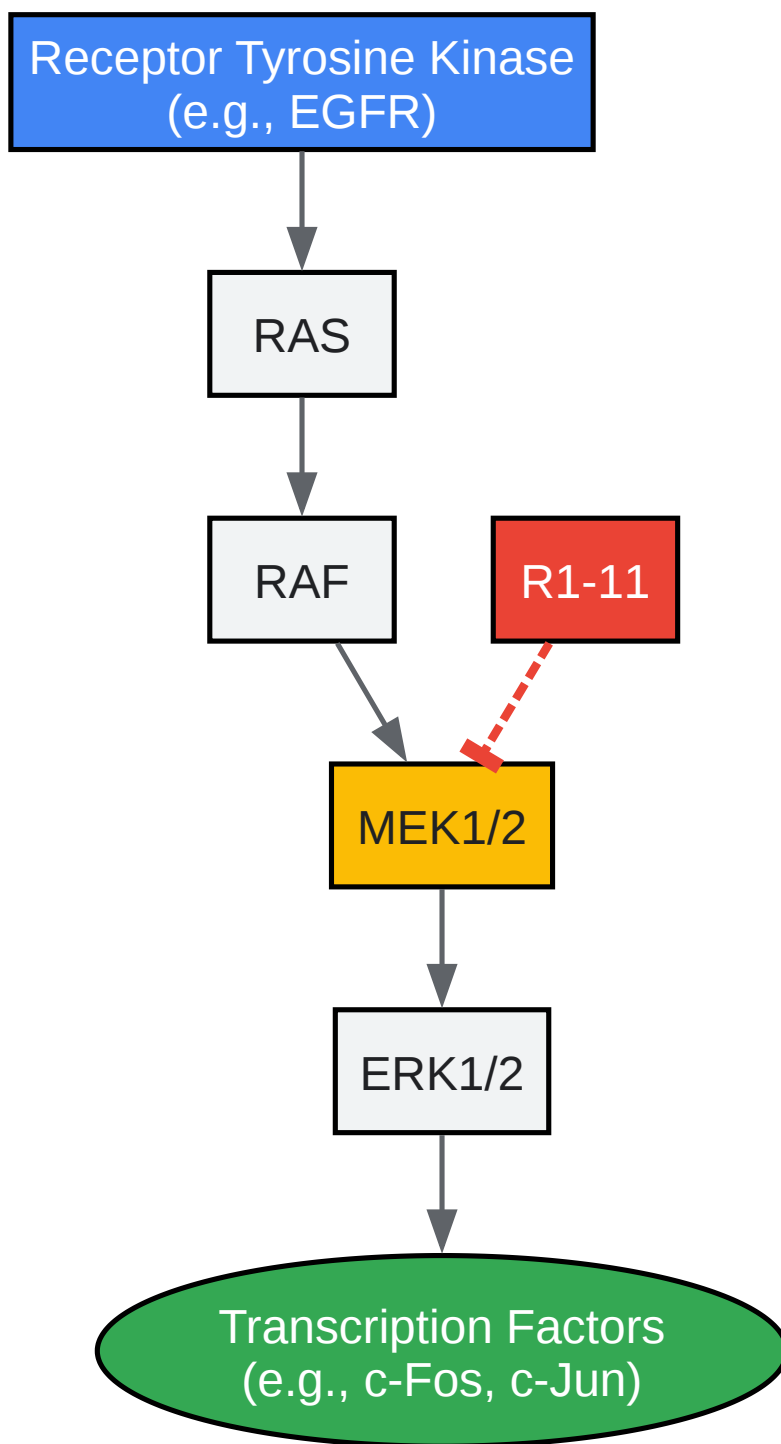 Receptor Tyrosine Kinase
(e.g., EGFR)
RAS
RAF
R1-11
MEK1/2
ERK1/2
Transcription Factors
(e.g., c-Fos, c-Jun)